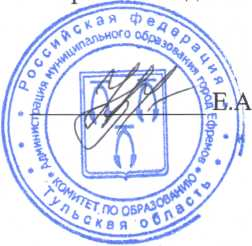 Российская Федерация
Тульская область
Администрация муниципального образования город Ефремов
КОМИТЕТ ПО ОБРАЗОВАНИЮ
Е.А